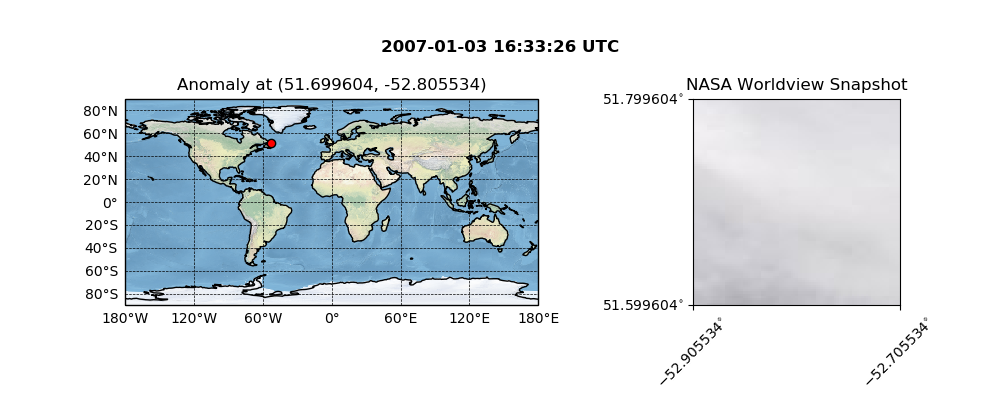 2007-01-03 16:33:26 UTC
Anomaly at (51.699604, -52.805534)
80°N
60°N
40°N
20°N
0°
20°S
40°S
60°S
80°S
180°W 120°W 60°W 0° 60°E 120°E 180°E
NASA Worldview Snapshot
51.799604°
51.599604°
−52.905534°
−52.705534°